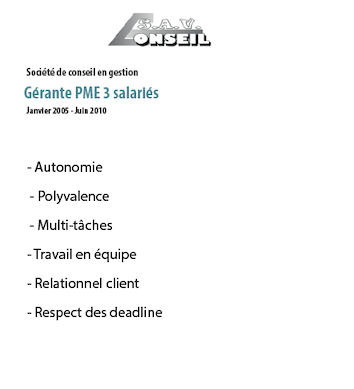 S.A.V.
CONSEIL
Société de conseil en gestion
Gérante PME 3 salariés
Janvier 2005 - Juin 2010
- Autonomie
- Polyvalence
- Multi-tâches
- Travail en équipe
- Relationnel client
- Respect des deadline